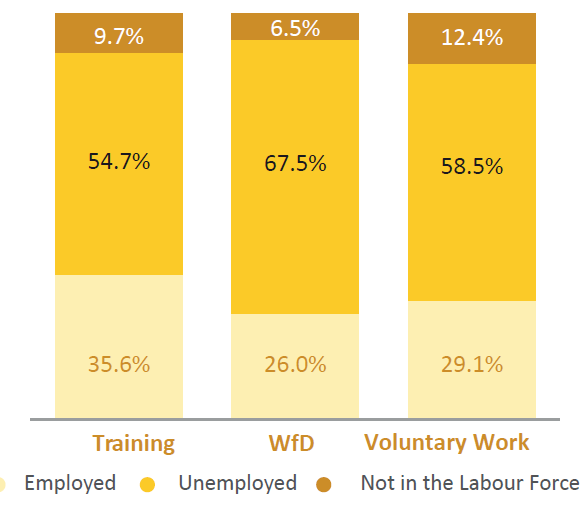 9.7% 6.5% 12.4%
54.7% 67.5% 58.5%
35.6% 26.0% 29.1%
Training WfD Voluntary Work
Employed Unemployed Not in the Labour Force